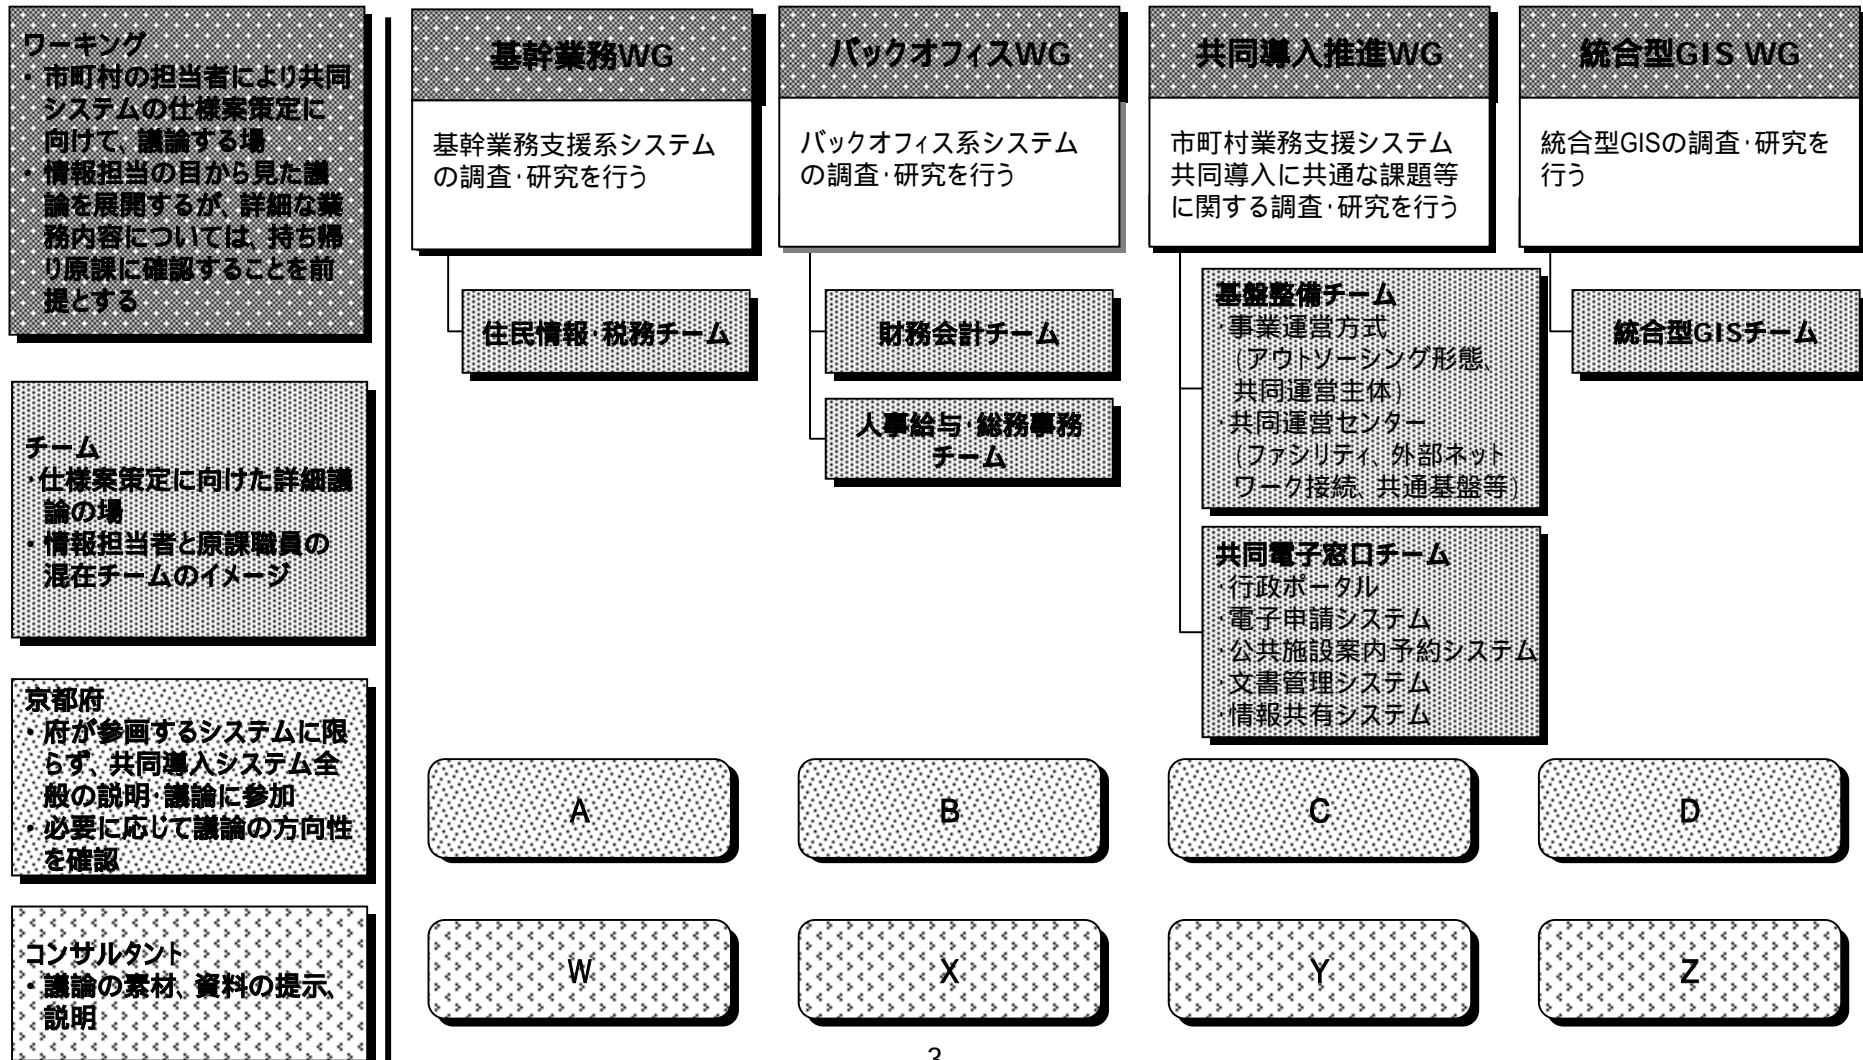 ワーキング
・市町村の担当者により共同
システムの仕様案策定に
向けて、議論する場
・情報担当の目から見た議
論を展開するが、詳細な業
務内容については、持ち帰
り原課に確認することを前
提とする
チーム
・仕様案策定に向けた詳細議
論の場
・情報担当者と原課職員の
混在チームのイメージ
京都府
・府が参画するシステムに限
らず、共同導入システム全
般の説明・議論に参加
・必要に応じて議論の方向性
を確認
コンサルタント
・議論の素材、資料の提示、
説明
基幹業務WG
基幹業務支援系システム
の調査・研究を行う
住民情報・税務チーム
A
W
バックオフィスWG
バックオフィス系システム
の調査・研究を行う
財務会計チーム
人事給与・総務事務
チーム
B
X
共同導入推進WG
市町村業務支援システム
共同導入に共通な課題等
に関する調査・研究を行う
基盤整備チーム
・事業運営方式
(アウトソーシング形態、
共同運営主体)
・共同運営センター
(ファシリティ、外部ネット
ワーク接続、共通基盤等)
共同電子窓口チーム
・行政ポータル
・電子申請システム
・公共施設案内予約システム
・文書管理システム
・情報共有システム
C
Y
統合型GIS WG
統合型GISの調査・研究を
行う
統合型GISチーム
D
Z
3